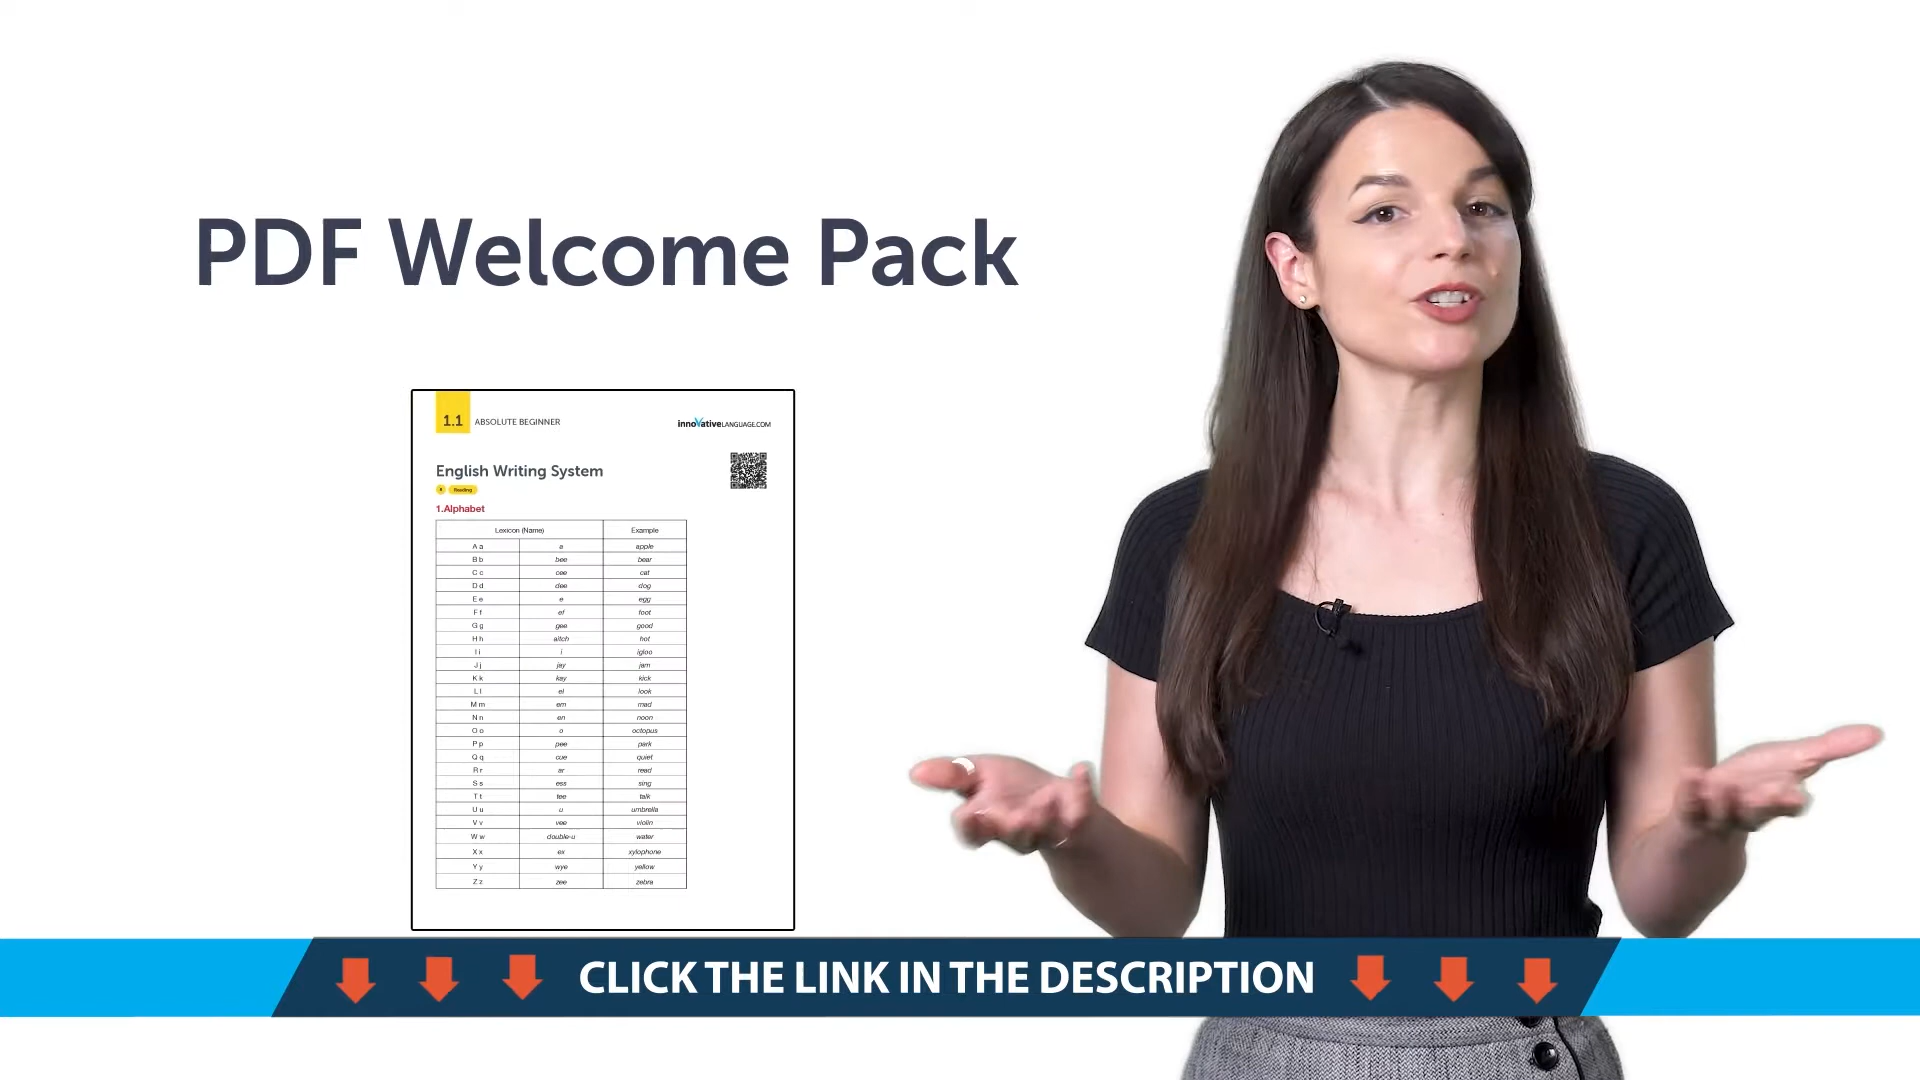 PDF Welcome Pack
1.1 ABSOLUTE BEGINNER innoVativeLANGUAGE.COM
English Writing System
Reading
1.Alphabet
Lexicon (Name) Example
A a a apple
B b bee bear
C c cee cat
D d dee dog
E e e egg
F f ef foot
G g gee good
H h aitch hot
I i i igloo
J j jay jam
K k kay kick
L l el look
M m em mad
N n en noon
O o o octopus
P p pee park
Q q cue quiet
R r ar read
S s ess sing
T t tee talk
U u u umbrella
V v vee violin
W w double-u water
X x ex xylophone
Y y wye yellow
Z z zee zebra
CLICK THE LINK IN THE DESCRIPTION